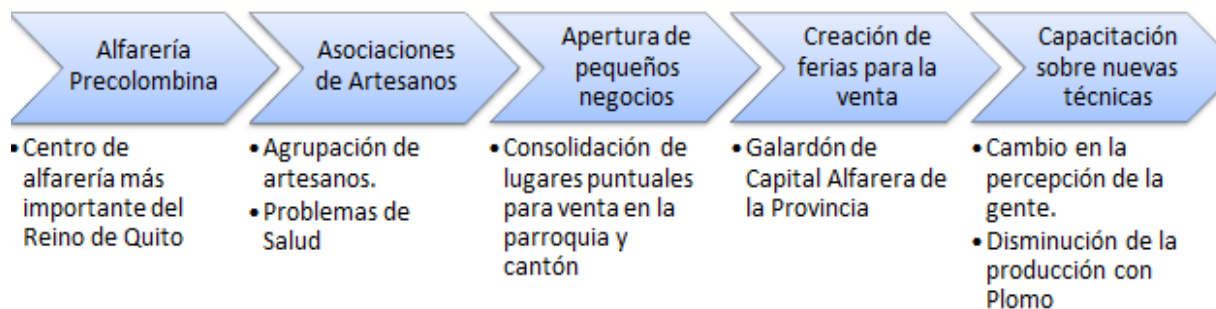 Alfarería
Precolombina
Asociaciones
de Artesanos
Apertura de
pequeños
negocios
Creación de
ferias para la
venta
Capacitación
sobre nuevas
técnicas
• Centro de
alfarería más
importante del
Reino de Quito
• Agrupación de
artesanos.
• Problemas de
Salud
• Consolidación de
lugares puntuales
para venta en la
parroquia y
cantón
• Galardón de
Capital Alfarera de
la Provincia
• Cambio en la
percepción de la
gente.
• Disminución de la
producción con
Plomo